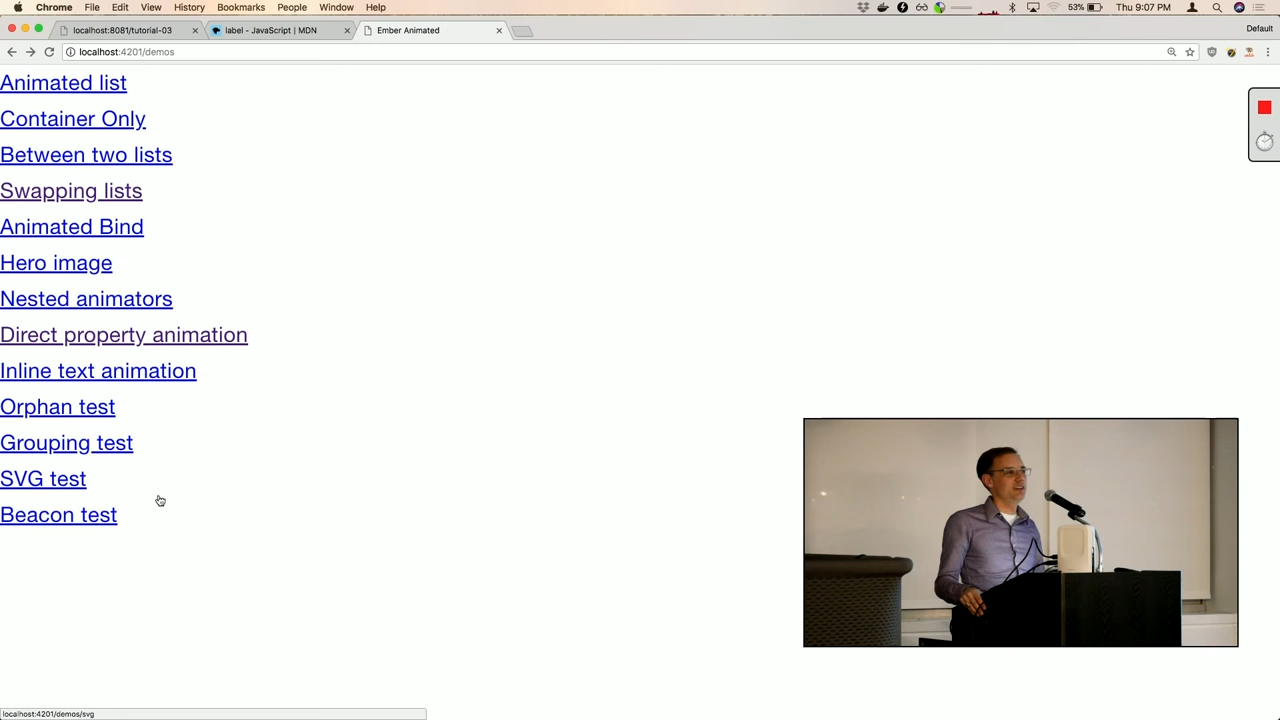 Chrome File Edit View History Bookmarks People Window Help 53% Thu 9:07 PM
localhost:8081/tutorial-03 label - JavaScript | MDN Ember Animated Default
localhost:4201/demos
Animated list
Container Only
Between two lists
Swapping lists
Animated Bind
Hero image
Nested animators
Direct property animation
Inline text animation
Orphan test
Grouping test
SVG test
Beacon test
localhost:4201/demos/svg